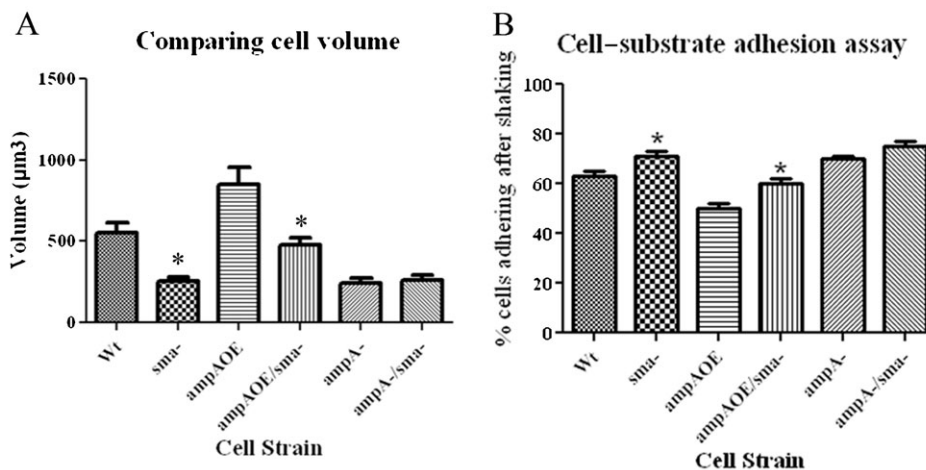 A
Comparing cell volume
Volume (µm3)
1500
1000
500
0
*
*
Wt
sma-
ampAOE
ampAOE/sma-
ampA-
ampA-/sma-
Cell Strain
B
Cell-substrate adhesion assay
% cells adhering after shaking
100
80
60
40
20
0
*
*
Wt
sma-
ampAOE
ampAOE/sma-
ampA-
ampA-/sma-
Cell Strain